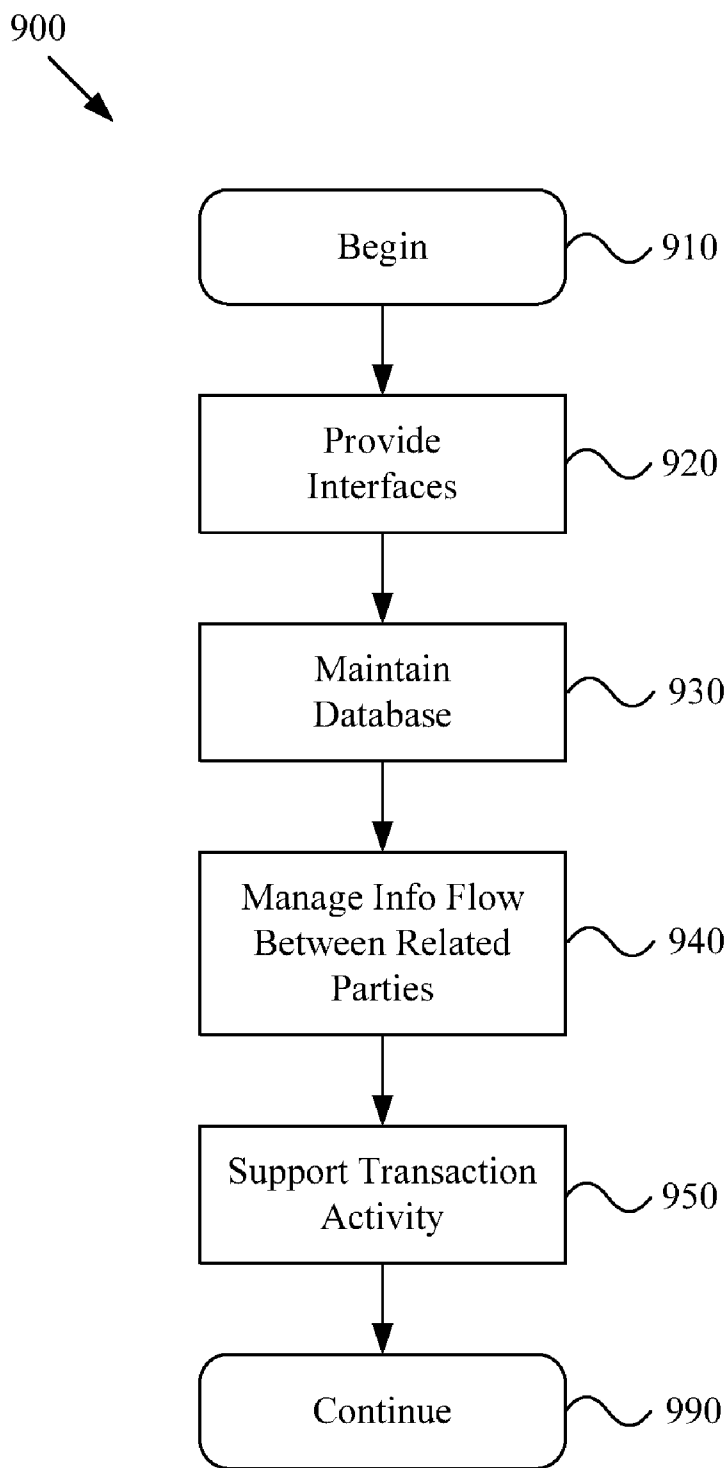 900
Begin
910
Provide
Interfaces
920
Maintain
Database
930
Manage Info Flow
Between Related
Parties
940
Support Transaction
Activity
950
Continue
990